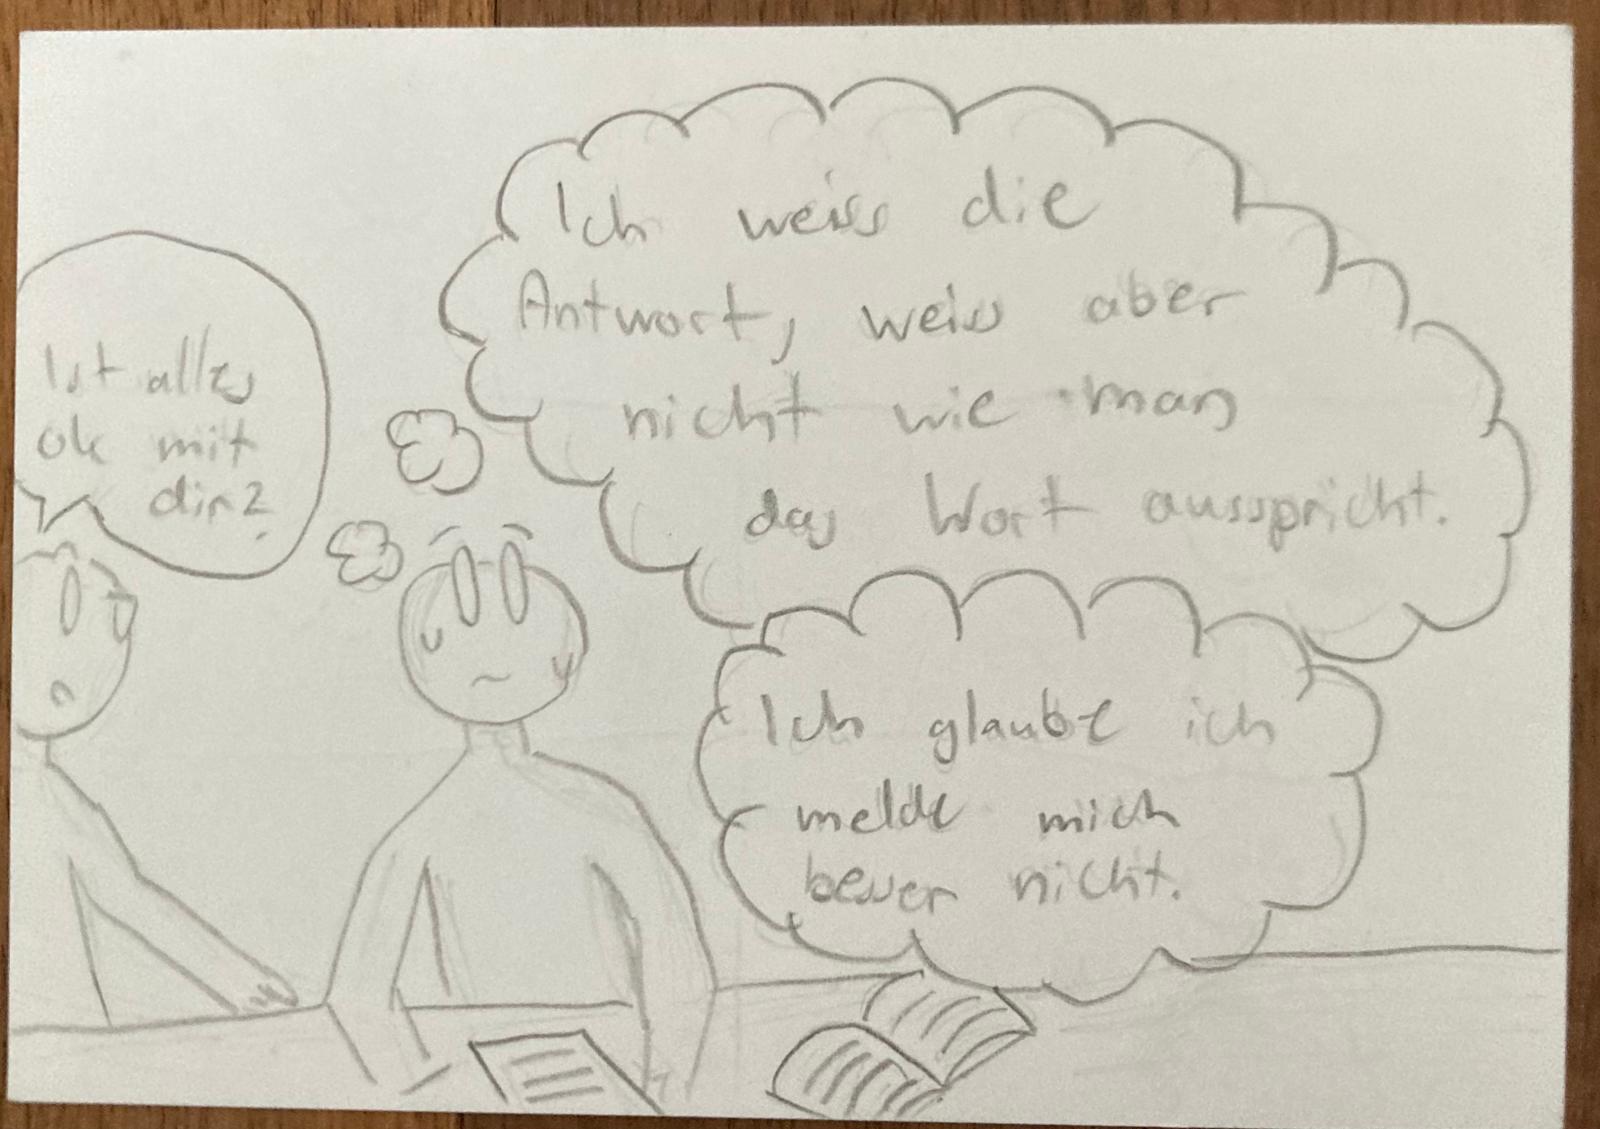 Ist alles
ok mit
dir?
Ich weiss die
Antwort, weiss aber
nicht wie man
das Wort ausspricht.
Ich glaube ich
melde mich
besser nicht.